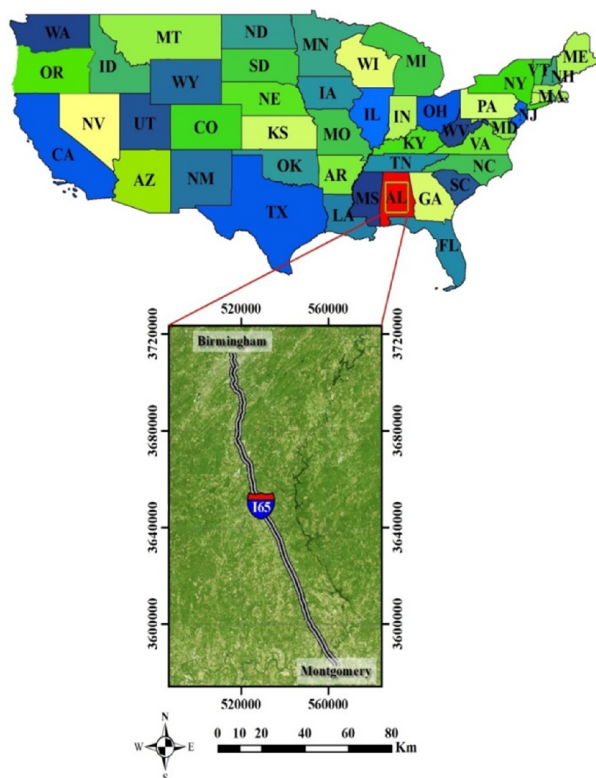 WA
MT
ND
MN
ME
OR
ID
SD
WI
MI
VT
NH
NY
WY
MA
NE
IA
PA
NV
UT
IL
IN
OH
NJ
CO
KS
MO
WV
MD
CA
KY
VA
AZ
NM
OK
AR
TN
NC
SC
TX
LA
MS
AL
GA
FL
520000 560000
3720000 3720000
Birmingham
3680000 3680000
I65
3640000 3640000
3600000 3600000
Montgomery
520000 560000
N
W E
S
0 10 20 40 60 80
Km